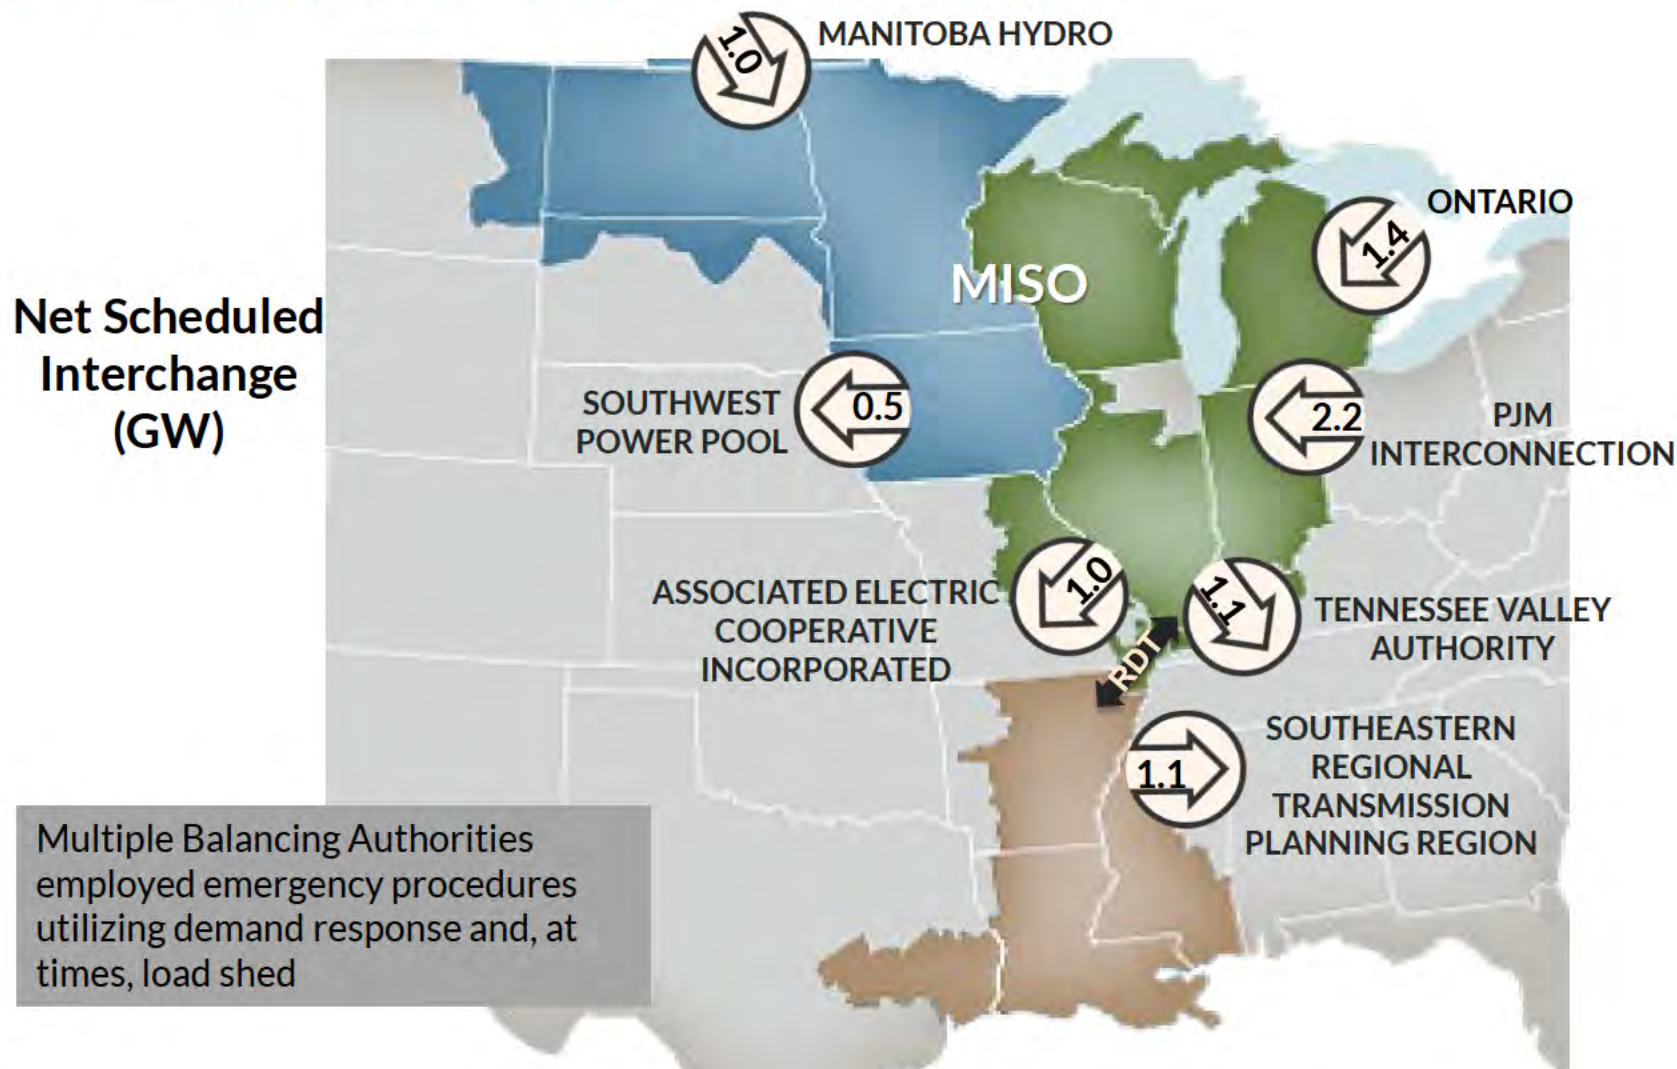 1.0
MANITOBA HYDRO
ONTARIO
1.4
MISO
Net Scheduled
Interchange
(GW)
SOUTHWEST
POWER POOL
0.5
2.2
PJM
INTERCONNECTION
ASSOCIATED ELECTRIC
COOPERATIVE
INCORPORATED
1.0
1.1
TENNESSEE VALLEY
AUTHORITY
RDT
1.1
SOUTHEASTERN
REGIONAL
TRANSMISSION
PLANNING REGION
Multiple Balancing Authorities
employed emergency procedures
utilizing demand response and, at
times, load shed